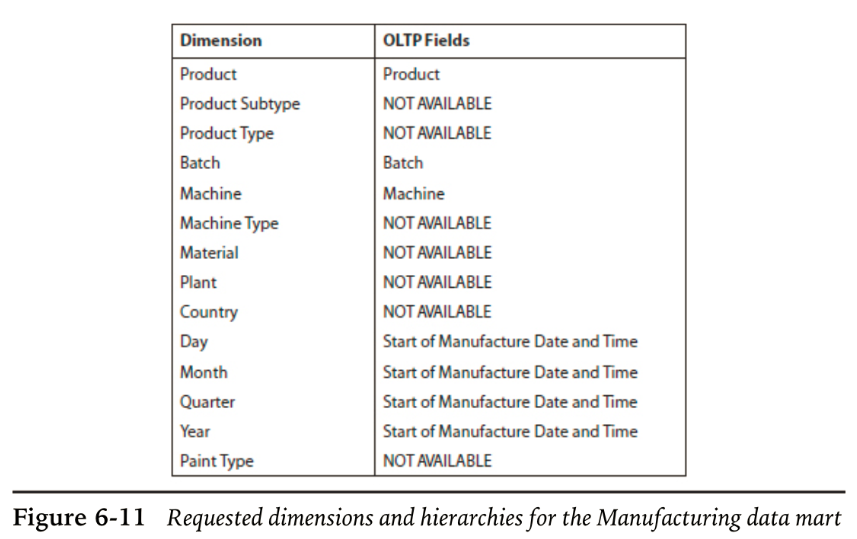 Dimension OLTP Fields
Product Product
Product Subtype NOT AVAILABLE
Product Type NOT AVAILABLE
Batch Batch
Machine Machine
Machine Type NOT AVAILABLE
Material NOT AVAILABLE
Plant NOT AVAILABLE
Country NOT AVAILABLE
Day Start of Manufacture Date and Time
Month Start of Manufacture Date and Time
Quarter Start of Manufacture Date and Time
Year Start of Manufacture Date and Time
Paint Type NOT AVAILABLE
Figure 6-11 Requested dimensions and hierarchies for the Manufacturing data mart